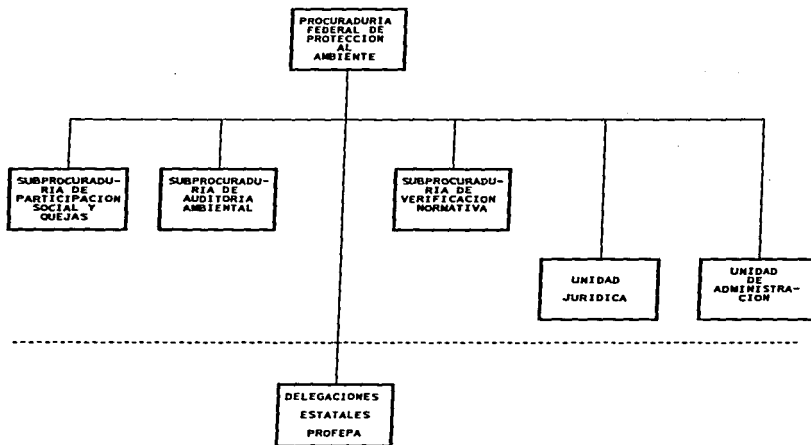 PROCURADURIA
FEDERAL DE
PROTECCION
AL
AMBIENTE
SUBPROCURADU-
RIA DE
PARTICIPACION
SOCIAL Y
QUEJAS
SUBPROCURADU-
RIA DE
AUDITORIA
AMBIENTAL
SUBPROCURADU-
RIA DE
VERIFICACION
NORMATIVA
UNIDAD
JURIDICA
UNIDAD
DE
ADMINISTRA-
CION
DELEGACIONES
ESTATALES
PROFEPA